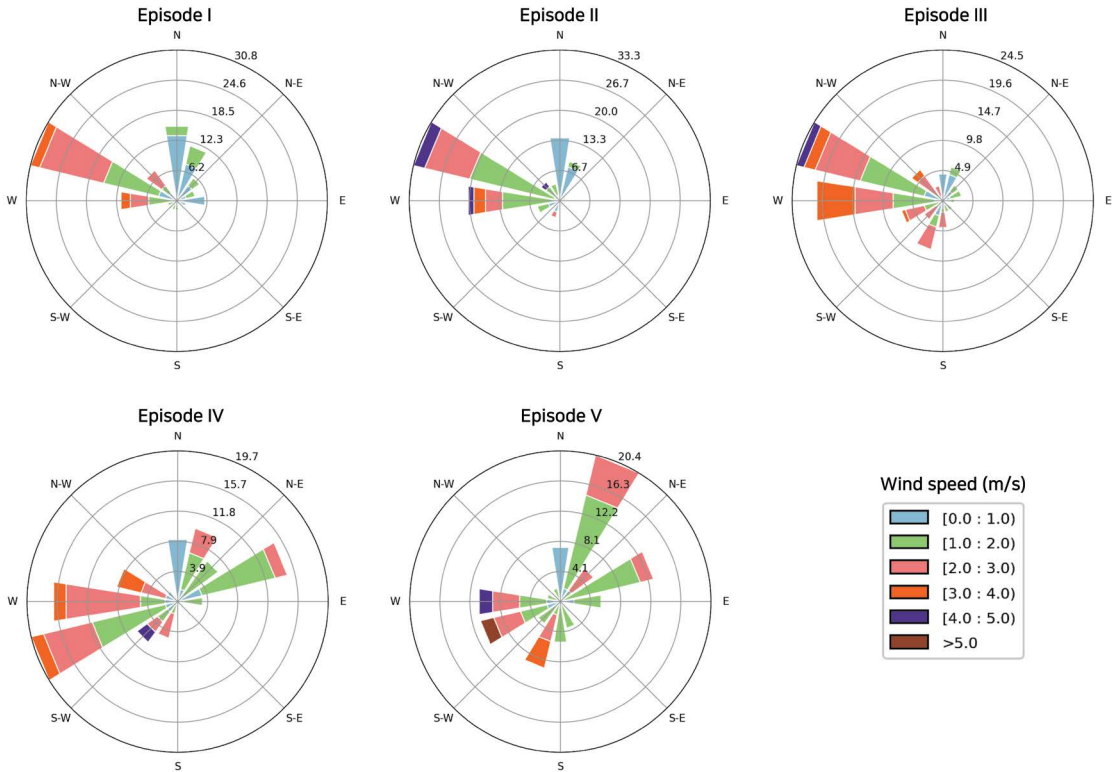 Episode I
N
30.8
24.6
18.5
12.3
6.2
N-W
N-E
W
E
S-W
S-E
S
Episode II
N
33.3
26.7
20.0
13.3
6.7
N-W
N-E
W
E
S-W
S-E
S
Episode III
N
24.5
19.6
14.7
9.8
4.9
N-W
N-E
W
E
S-W
S-E
S
Episode IV
N
19.7
15.7
11.8
7.9
3.9
N-W
N-E
W
E
S-W
S-E
S
Episode V
N
20.4
16.3
12.2
8.1
4.1
N-W
N-E
W
E
S-W
S-E
S
Wind speed (m/s)
[0.0 : 1.0)
[1.0 : 2.0)
[2.0 : 3.0)
[3.0 : 4.0)
[4.0 : 5.0)
>5.0